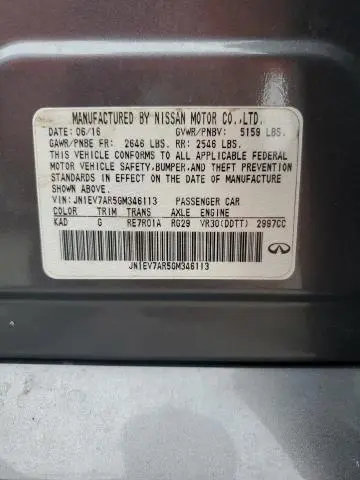 MANUFACTURED BY NISSAN MOTOR CO.,LTD.
DATE: 06/16 GVWR/PNBV: 5159 LBS.
GAWR/PNBE FR: 2646 LBS. RR: 2546 LBS.
THIS VEHICLE CONFORMS TO ALL APPLICABLE FEDERAL
MOTOR VEHICLE SAFETY, BUMPER, AND THEFT PREVENTION
STANDARDS IN EFFECT ON THE DATE OF MANUFACTURE
SHOWN ABOVE.
VIN: JN1EV7AR5GM346113 PASSENGER CAR
COLOR TRIM TRANS AXLE ENGINE
KAD G RE7R01A RG29 VR30(DDTT) 2997CC
JN1EV7AR5GM346113